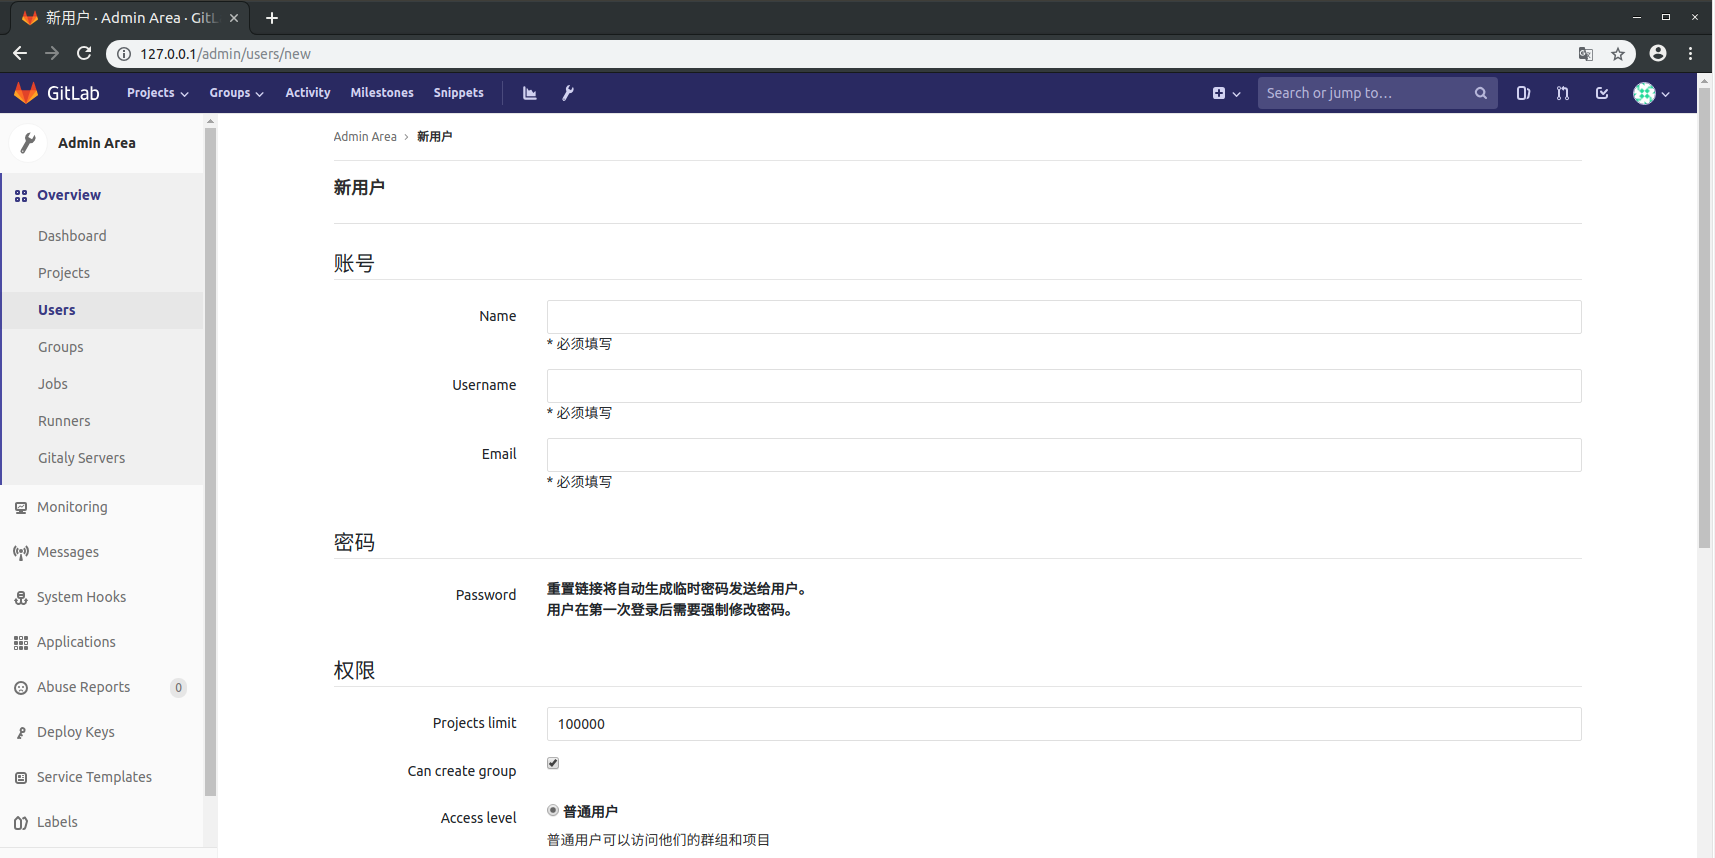 新用户 · Admin Area · GitL
127.0.0.1/admin/users/new
GitLab Projects Groups Activity Milestones Snippets Search or jump to…
Admin Area
Overview
Dashboard
Projects
Users
Groups
Jobs
Runners
Gitaly Servers
Monitoring
Messages
System Hooks
Applications
Abuse Reports 0
Deploy Keys
Service Templates
Labels
Admin Area › 新用户
新用户
账号
Name
* 必须填写
Username
* 必须填写
Email
* 必须填写
密码
Password 重置链接将自动生成临时密码发送给用户。
用户在第一次登录后需要强制修改密码。
权限
Projects limit 100000
Can create group
Access level 普通用户
普通用户可以访问他们的群组和项目